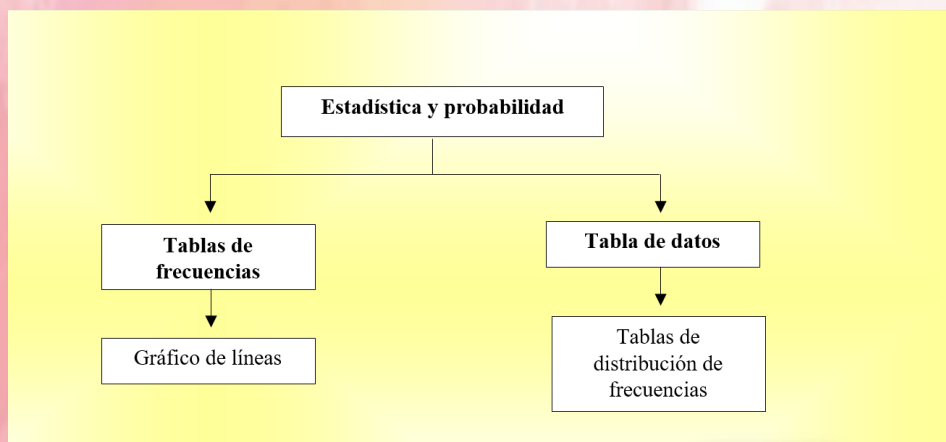 Estadística y probabilidad
Tablas de
frecuencias
Gráfico de líneas
Tabla de datos
Tablas de
distribución de
frecuencias